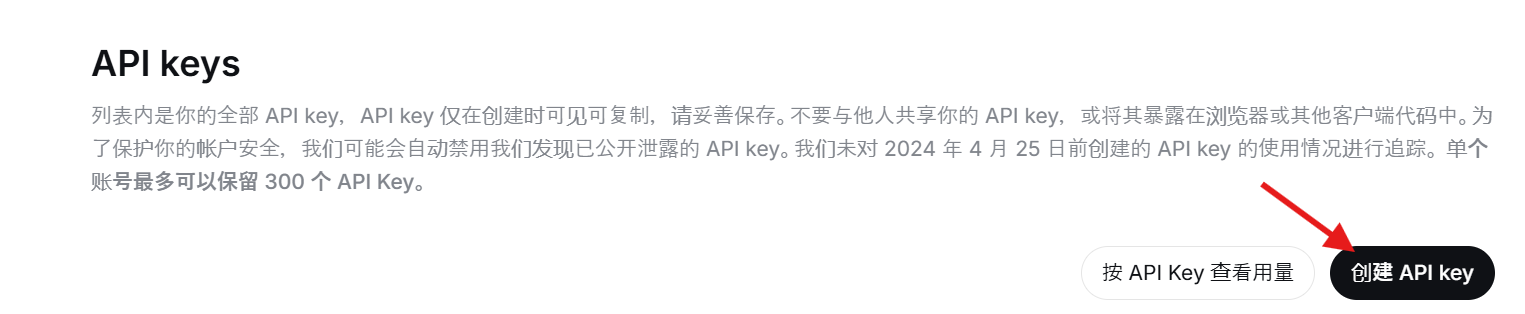 API keys
列表内是你的全部 API key，API key 仅在创建时可见可复制，请妥善保存。不要与他人共享你的 API key，或将其暴露在浏览器或其他客户端代码中。为
了保护你的帐户安全，我们可能会自动禁用我们发现已公开泄露的 API key。我们未对 2024 年 4 月 25 日前创建的 API key 的使用情况进行追踪。单个
账号最多可以保留 300 个 API Key。
按 API Key 查看用量
创建 API key